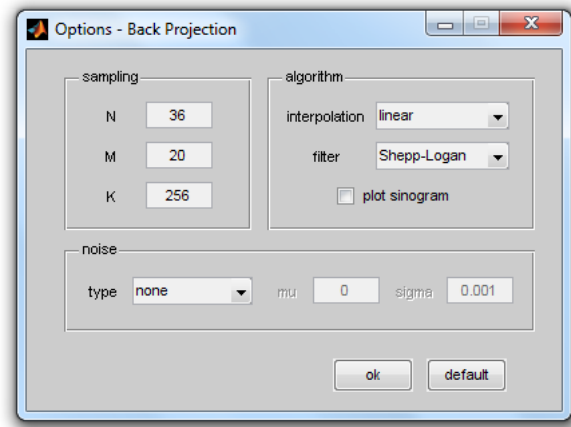 Options - Back Projection
sampling
N 36
M 20
K 256
algorithm
interpolation linear
filter Shepp-Logan
plot sinogram
noise
type none mu 0 sigma 0.001
ok default